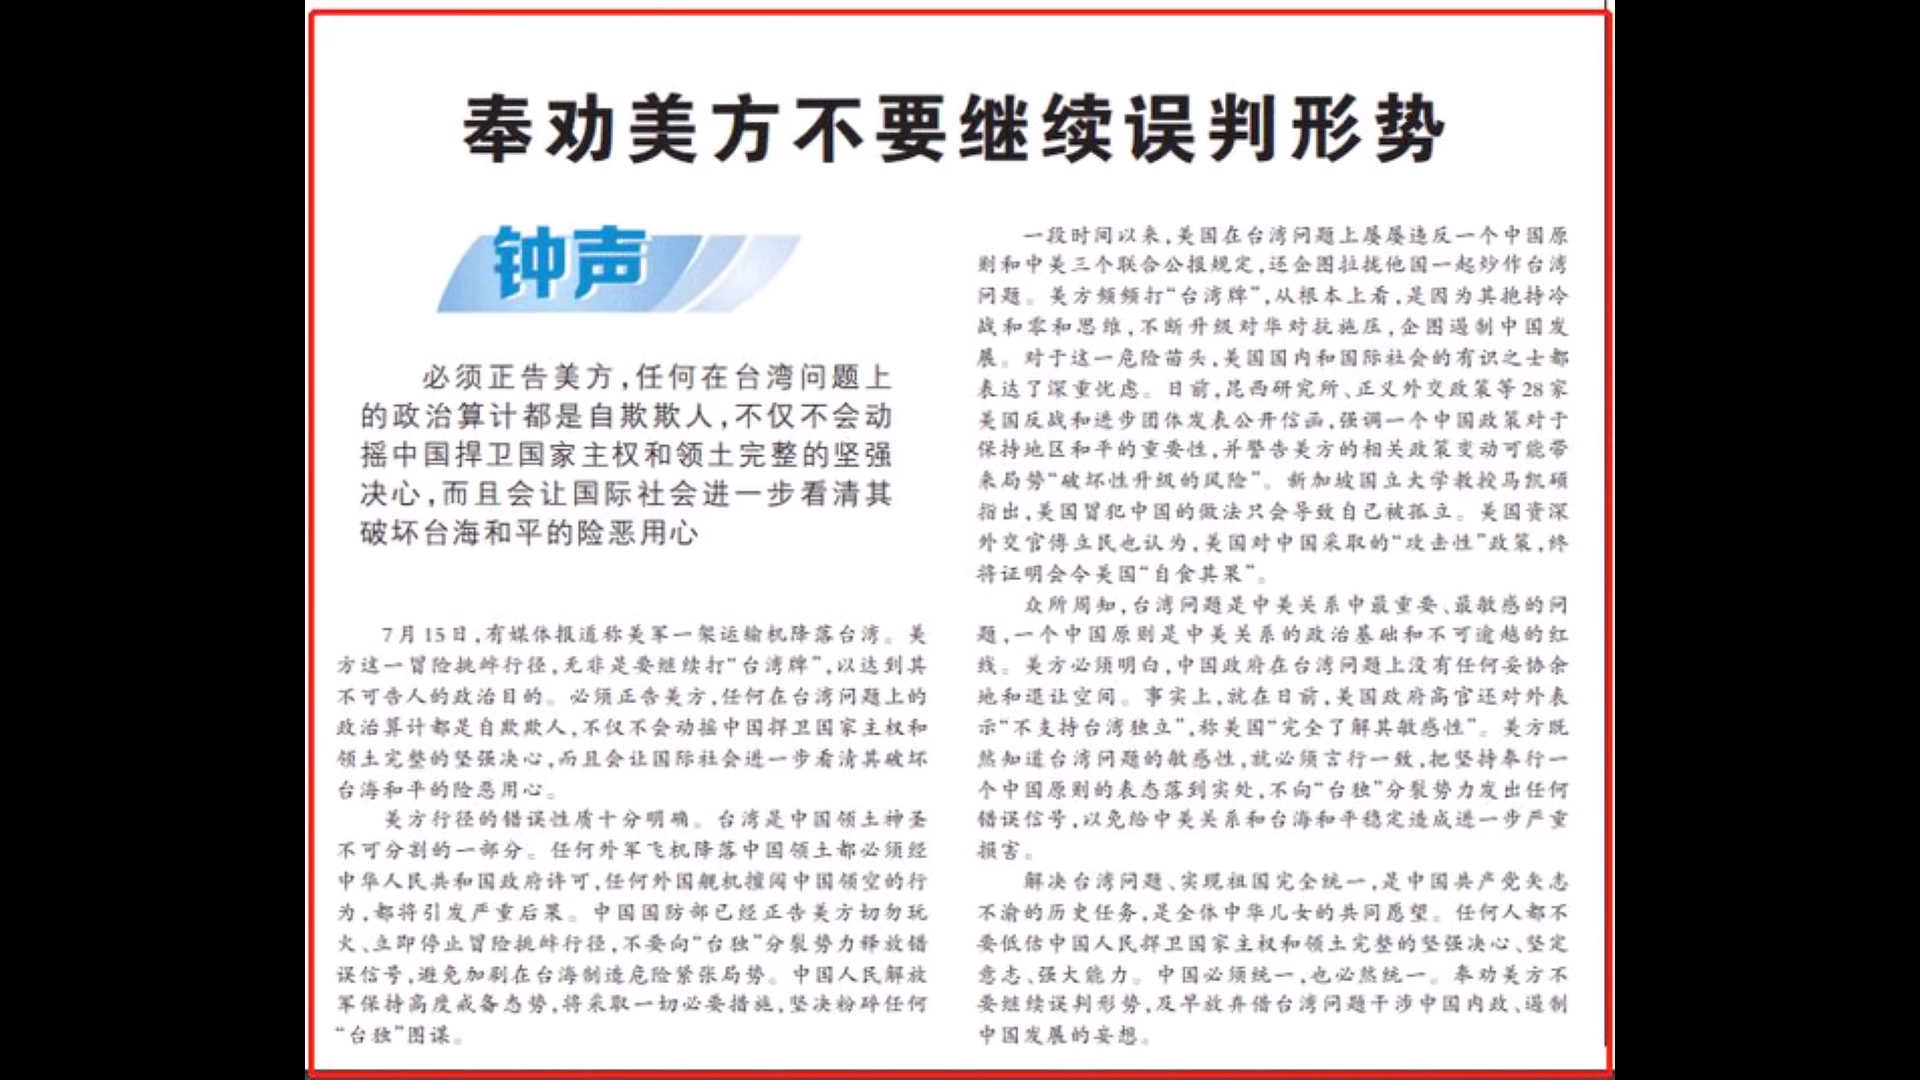 奉劝美方不要继续误判形势
钟声
必须正告美方,任何在台湾问题上
的政治算计都是自欺欺人,不仅不会动
摇中国捍卫国家主权和领土完整的坚强
决心,而且会让国际社会进一步看清其
破坏台海和平的险恶用心
7月15日,有媒体报道称美军一架运输机降落台湾。美
方这一冒险挑衅行径,无非是要继续打“台湾牌”,以达到其
不可告人的政治目的。必须正告美方,任何在台湾问题上的
政治算计都是自欺欺人,不仅不会动摇中国捍卫国家主权和
领土完整的坚强决心,而且会让国际社会进一步看清其破坏
台海和平的险恶用心。
美方行径的错误性质十分明确。台湾是中国领土神圣
不可分割的一部分。任何外军飞机降落中国领土都必须经
中华人民共和国政府许可,任何外国舰机擅闯中国领空的行
为,都将引发严重后果。中国国防部已经正告美方切勿玩
火、立即停止冒险挑衅行径,不要向“台独”分裂势力释放错
误信号,避免加剧在台海制造危险紧张局势。中国人民解放
军保持高度戒备态势,将采取一切必要措施,坚决粉碎任何
“台独”图谋。
一段时间以来,美国在台湾问题上屡屡违反一个中国原
则和中美三个联合公报规定,还企图拉拢他国一起炒作台湾
问题。美方频频打“台湾牌”,从根本上看,是因为其抱持冷
战和零和思维,不断升级对华对抗施压,企图遏制中国发
展。对于这一危险苗头,美国国内和国际社会的有识之士都
表达了深重忧虑。日前,昆西研究所、正义外交政策等28家
美国反战和进步团体发表公开信函,强调一个中国政策对于
保持地区和平的重要性,并警告美方的相关政策变动可能带
来局势“破坏性升级的风险”。新加坡国立大学教授马凯硕
指出,美国冒犯中国的做法只会导致自己被孤立。美国资深
外交官傅立民也认为,美国对中国采取的“攻击性”政策,终
将证明会令美国“自食其果”。
众所周知,台湾问题是中美关系中最重要、最敏感的问
题,一个中国原则是中美关系的政治基础和不可逾越的红
线。美方必须明白,中国政府在台湾问题上没有任何妥协余
地和退让空间。事实上,就在日前,美国政府高官还对外表
示“不支持台湾独立”,称美国“完全了解其敏感性”。美方既
然知道台湾问题的敏感性,就必须言行一致,把坚持奉行一
个中国原则的表态落到实处,不向“台独”分裂势力发出任何
错误信号,以免给中美关系和台海和平稳定造成进一步严重
损害。
解决台湾问题、实现祖国完全统一,是中国共产党矢志
不渝的历史任务,是全体中华儿女的共同愿望。任何人都不
要低估中国人民捍卫国家主权和领土完整的坚强决心、坚定
意志、强大能力。中国必须统一,也必然统一。奉劝美方不
要继续误判形势,及早放弃借台湾问题干涉中国内政、遏制
中国发展的妄想。